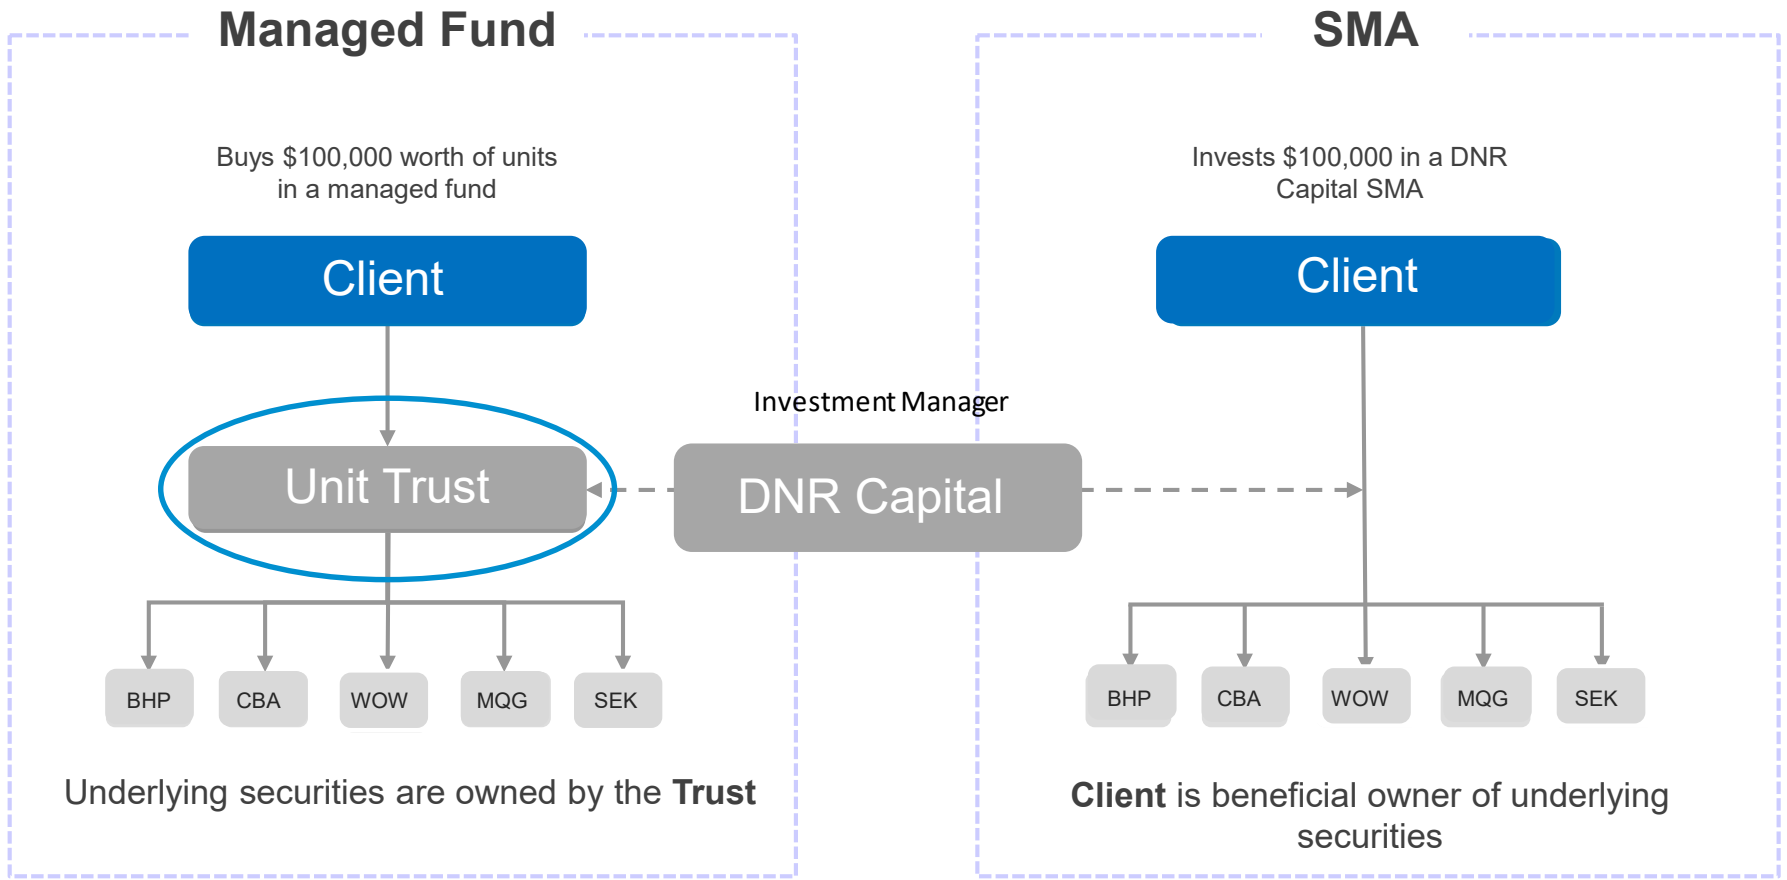 Managed Fund
Buys $100,000 worth of units
in a managed fund
Client
Unit Trust
BHP
CBA
WOW
MQG
SEK
Underlying securities are owned by the Trust
Investment Manager
DNR Capital
SMA
Invests $100,000 in a DNR
Capital SMA
Client
BHP
CBA
WOW
MQG
SEK
Client is beneficial owner of underlying
securities